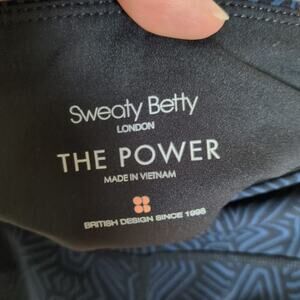 Sweaty Betty
LONDON
THE POWER
MADE IN VIETNAM
BRITISH DESIGN SINCE 1998